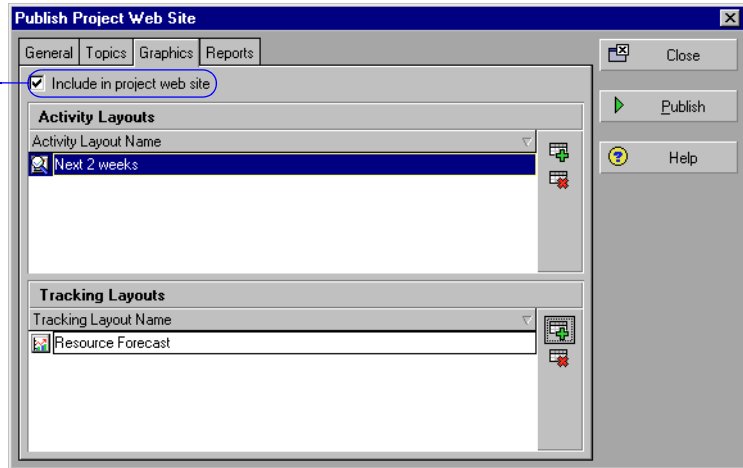 Publish Project Web Site
General Topics Graphics Reports
Close
Include in project web site
Publish
Activity Layouts
Activity Layout Name
Help
Next 2 weeks
Tracking Layouts
Tracking Layout Name
Resource Forecast